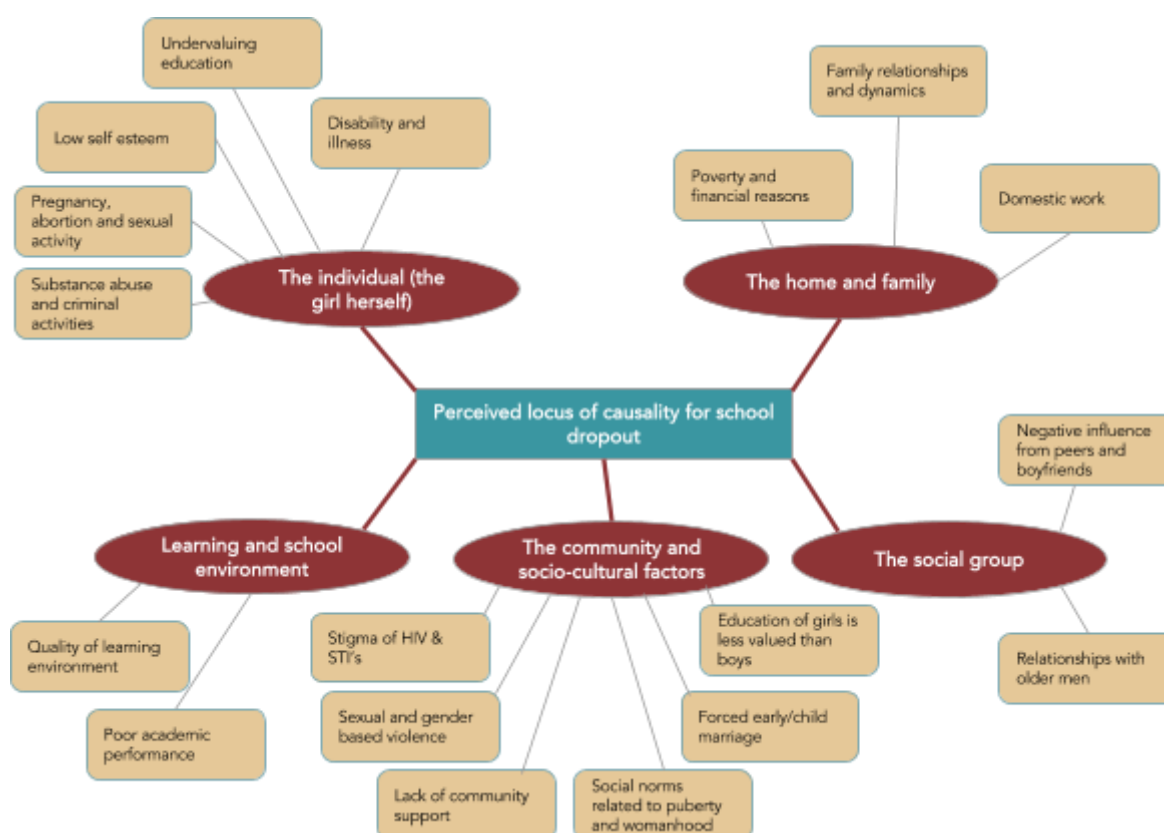 Undervaluing
education
Low self esteem
Disability and
illness
Pregnancy,
abortion and sexual
activity
Substance abuse
and criminal
activities
The individual (the
girl herself)
Family relationships
and dynamics
Poverty and
financial reasons
Domestic work
The home and family
Perceived locus of causality for school
dropout
Negative influence
from peers and
boyfriends
The social group
Relationships with
older men
Learning and school
environment
Quality of learning
environment
Poor academic
performance
The community and
socio-cultural factors
Stigma of HIV &
STI's
Education of girls is
less valued than
boys
Sexual and gender
based violence
Forced early/child
marriage
Lack of community
support
Social norms
related to puberty
and womanhood